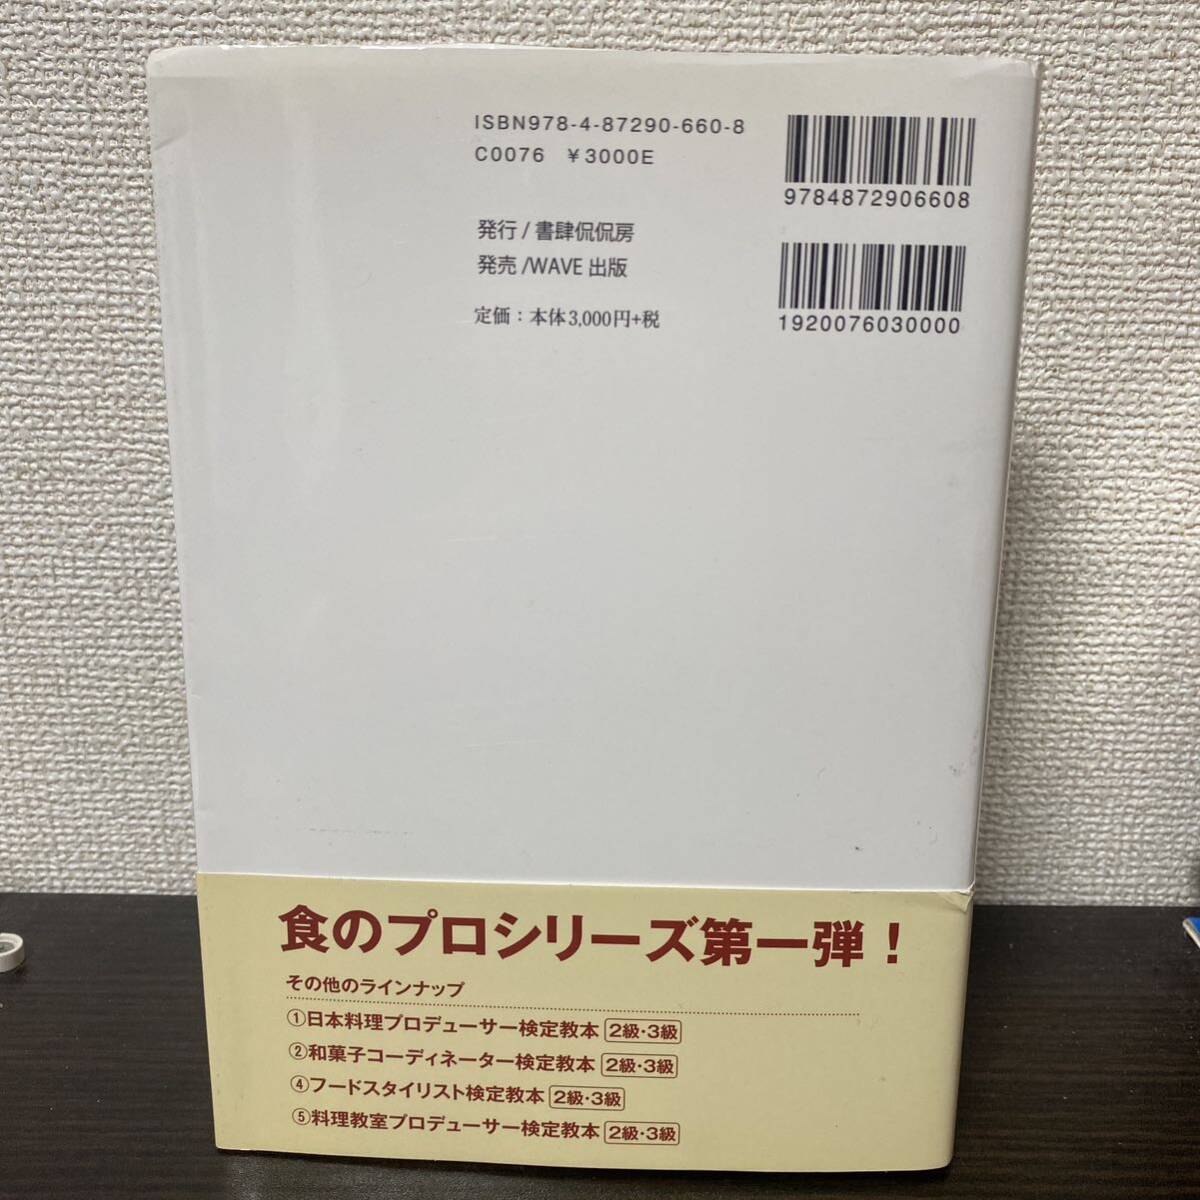 ISBN978-4-87290-660-8
C0076 ¥3000E
9784872906608
発行/書肆侃侃房
発売/WAVE出版
定価：本体3,000円+税
1920076030000
食のプロシリーズ第一弾！
その他のラインナップ
①日本料理プロデューサー検定教本 2級・3級
②和菓子コーディネーター検定教本 2級・3級
④フードスタイリスト検定教本 2級・3級
⑤料理教室プロデューサー検定教本 2級・3級